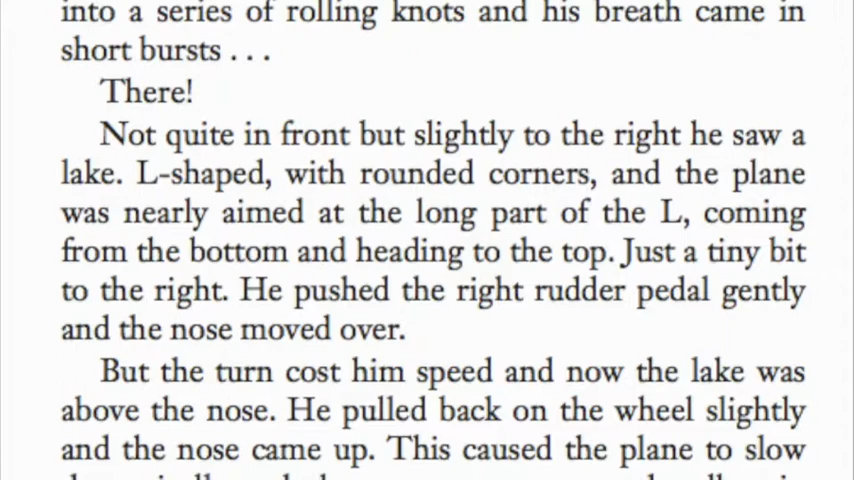 into a series of rolling knots and his breath came in
short bursts . . .
There!
Not quite in front but slightly to the right he saw a
lake. L-shaped, with rounded corners, and the plane
was nearly aimed at the long part of the L, coming
from the bottom and heading to the top. Just a tiny bit
to the right. He pushed the right rudder pedal gently
and the nose moved over.
But the turn cost him speed and now the lake was
above the nose. He pulled back on the wheel slightly
and the nose came up. This caused the plane to slow